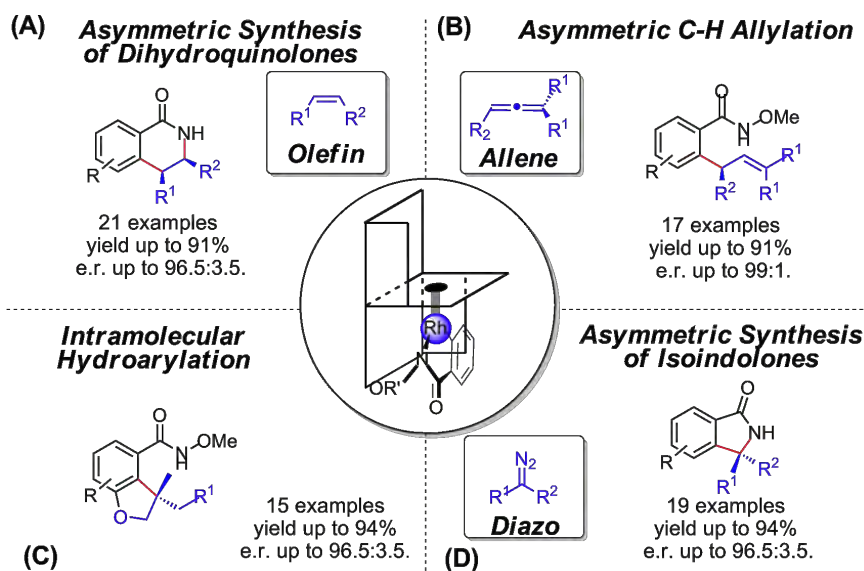 (A)
Asymmetric Synthesis
of Dihydroquinolones
O
NH
R
R¹
R²
R¹
R²
Olefin
21 examples
yield up to 91%
e.r. up to 96.5:3.5.
(B)
Asymmetric C-H Allylation
R¹
R₂
R¹
Allene
O
N
H
OMe
R
R²
R¹
R¹
17 examples
yield up to 91%
e.r. up to 99:1.
Rh
N
OR'
O
Intramolecular
Hydroarylation
O
N
H
OMe
R
O
R¹
15 examples
yield up to 94%
e.r. up to 96.5:3.5.
(C)
Asymmetric Synthesis
of Isoindolones
N₂
R¹
R²
Diazo
O
NH
R
R¹
R²
19 examples
yield up to 94%
e.r. up to 96.5:3.5.
(D)